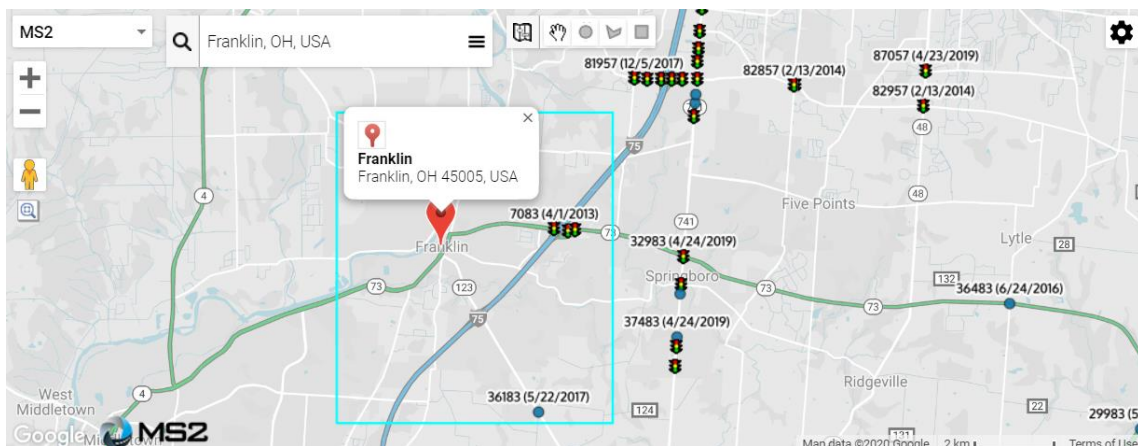 MS2
Franklin, OH, USA
81957 (12/5/2017)
82857 (2/13/2014)
87057 (4/23/2019)
82957 (2/13/2014)
48
75
73
4
48
Franklin
Franklin, OH 45005, USA
7083 (4/1/2013)
73
741
Five Points
Franklin
32983 (4/24/2019)
Lytle
28
Springboro
132
36483 (6/24/2016)
73
123
73
73
75
37483 (4/24/2019)
Ridgeville
West
Middletown
4
36183 (5/22/2017)
124
22
29983 (5
Google
MS2
131
Map data ©2020 Google
2 km
Terms of Use